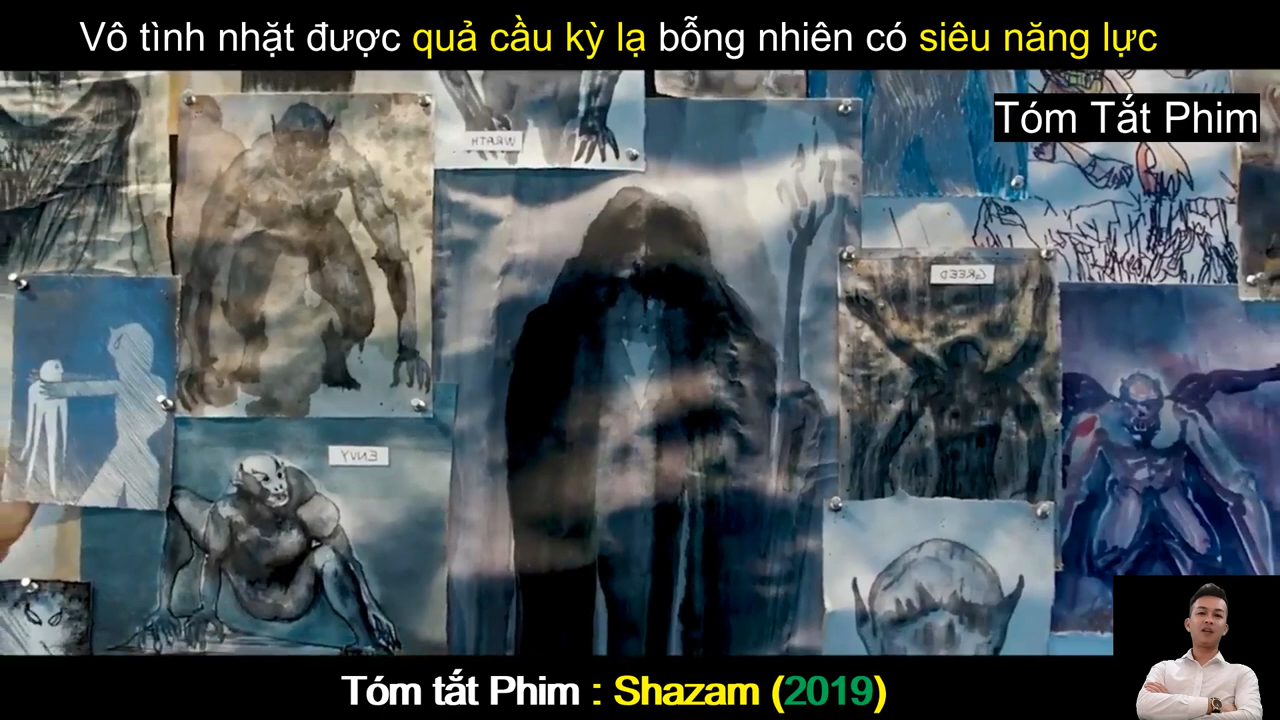 Vô tình nhặt được quả cầu kỳ lạ bỗng nhiên có siêu năng lực
Tóm Tắt Phim
WRATH
GREED
ENVY
Tóm tắt Phim : Shazam (2019)